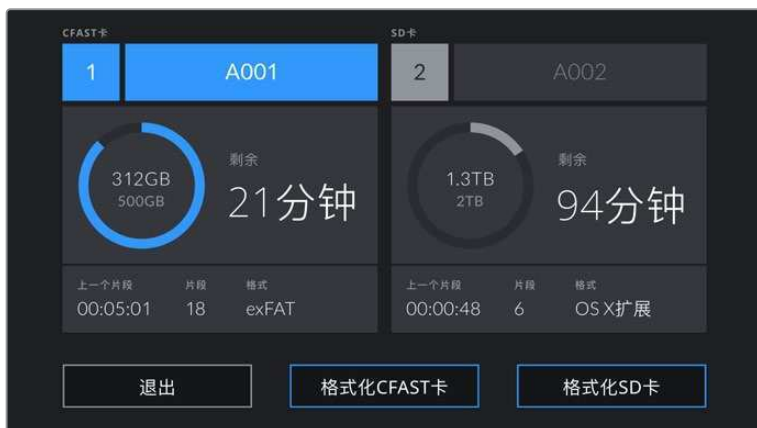 CFAST卡
1
A001
312GB
500GB
剩余
21分钟
上一个片段 片段 格式
00:05:01 18 exFAT
SD卡
2
A002
1.3TB
2TB
剩余
94分钟
上一个片段 片段 格式
00:00:48 6 OS X扩展
退出
格式化CFAST卡
格式化SD卡